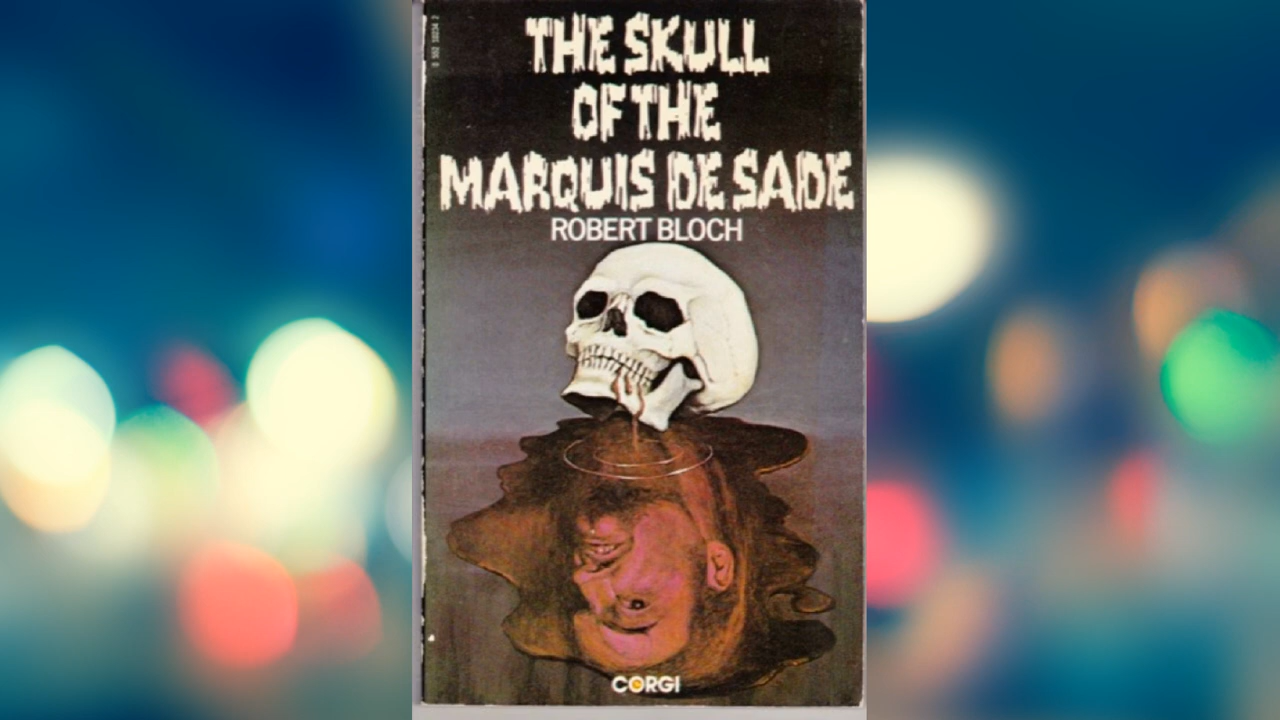 THE SKULL
OF THE
MARQUIS DE SADE
ROBERT BLOCH
CORGI